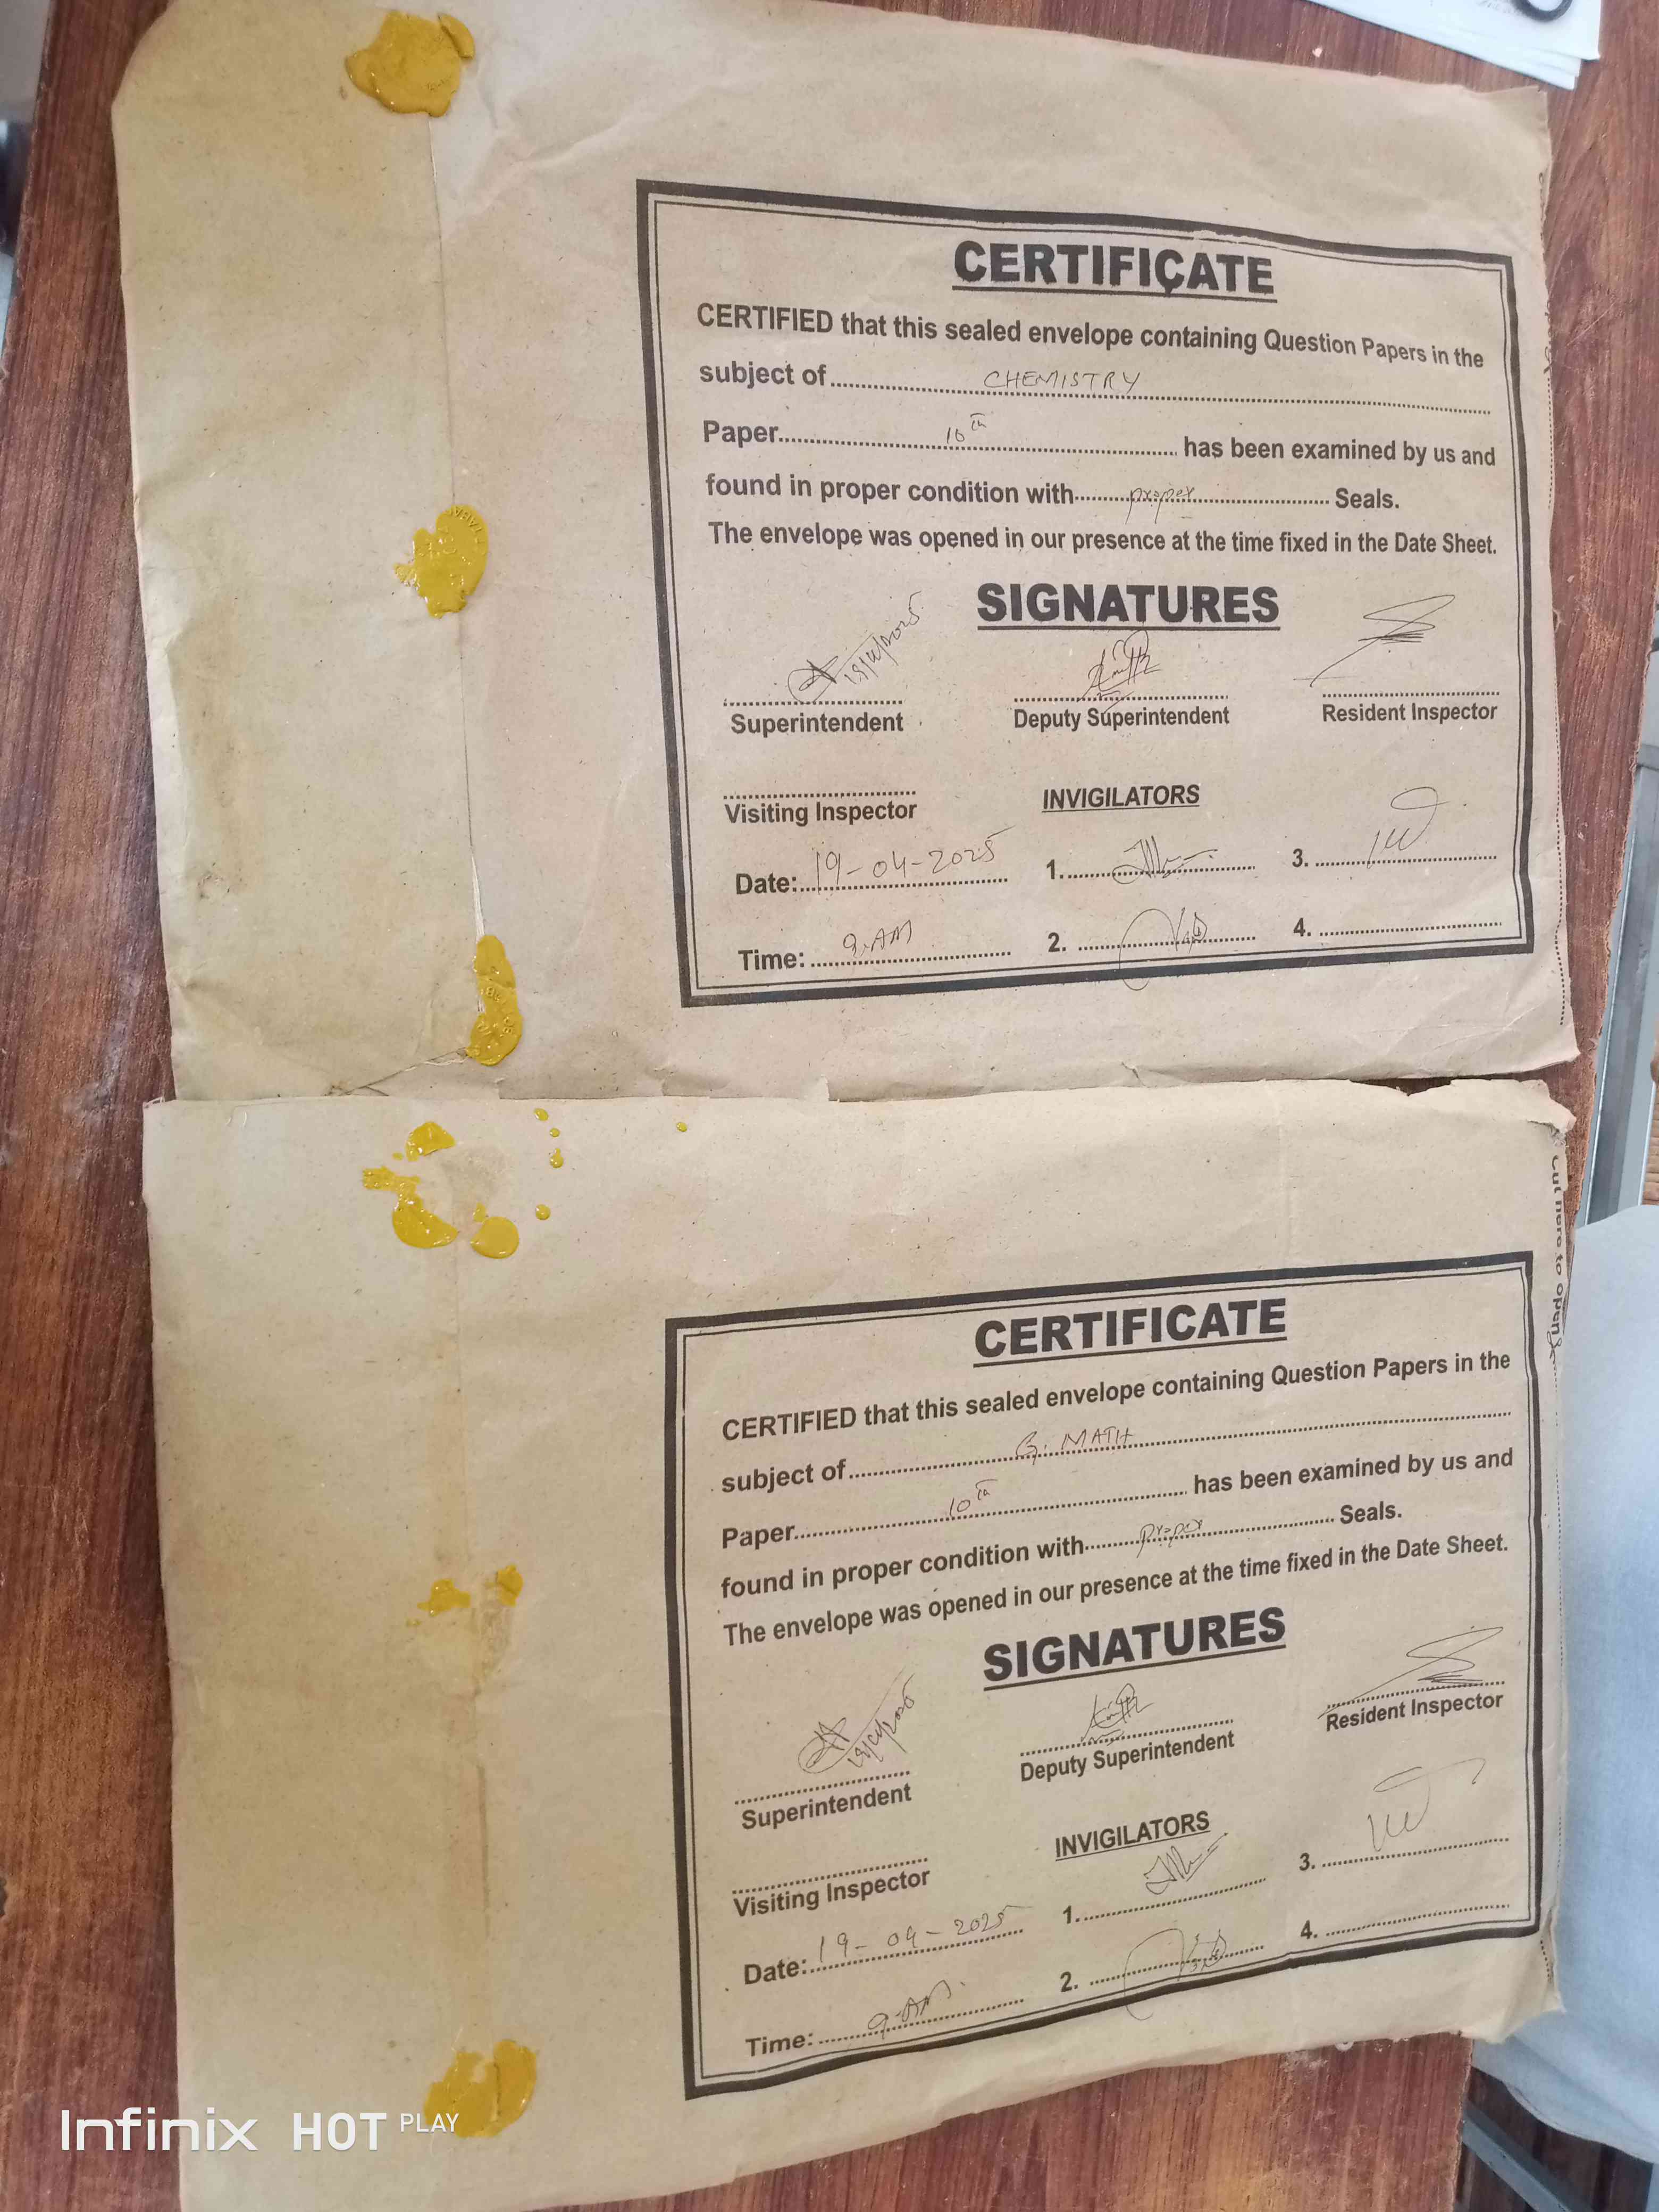 CERTIFICATE
CERTIFIED that this sealed envelope containing Question Papers in the
subject of CHEMISTRY
Paper 10th has been examined by us and
found in proper condition with proper Seals.
The envelope was opened in our presence at the time fixed in the Date Sheet.
SIGNATURES
19/04/2025
Superintendent Deputy Superintendent Resident Inspector
Visiting Inspector INVIGILATORS
Date: 19-04-2025 1. 3.
Time: 9.AM 2. 4.
Cut here to open
CERTIFICATE
CERTIFIED that this sealed envelope containing Question Papers in the
subject of G. MATH
Paper 10th has been examined by us and
found in proper condition with proper Seals.
The envelope was opened in our presence at the time fixed in the Date Sheet.
SIGNATURES
19/04/2025
Superintendent Deputy Superintendent Resident Inspector
Visiting Inspector INVIGILATORS
Date: 19-04-2025 1. 3.
Time: 9-AM 2. 4.
Infinix HOT PLAY